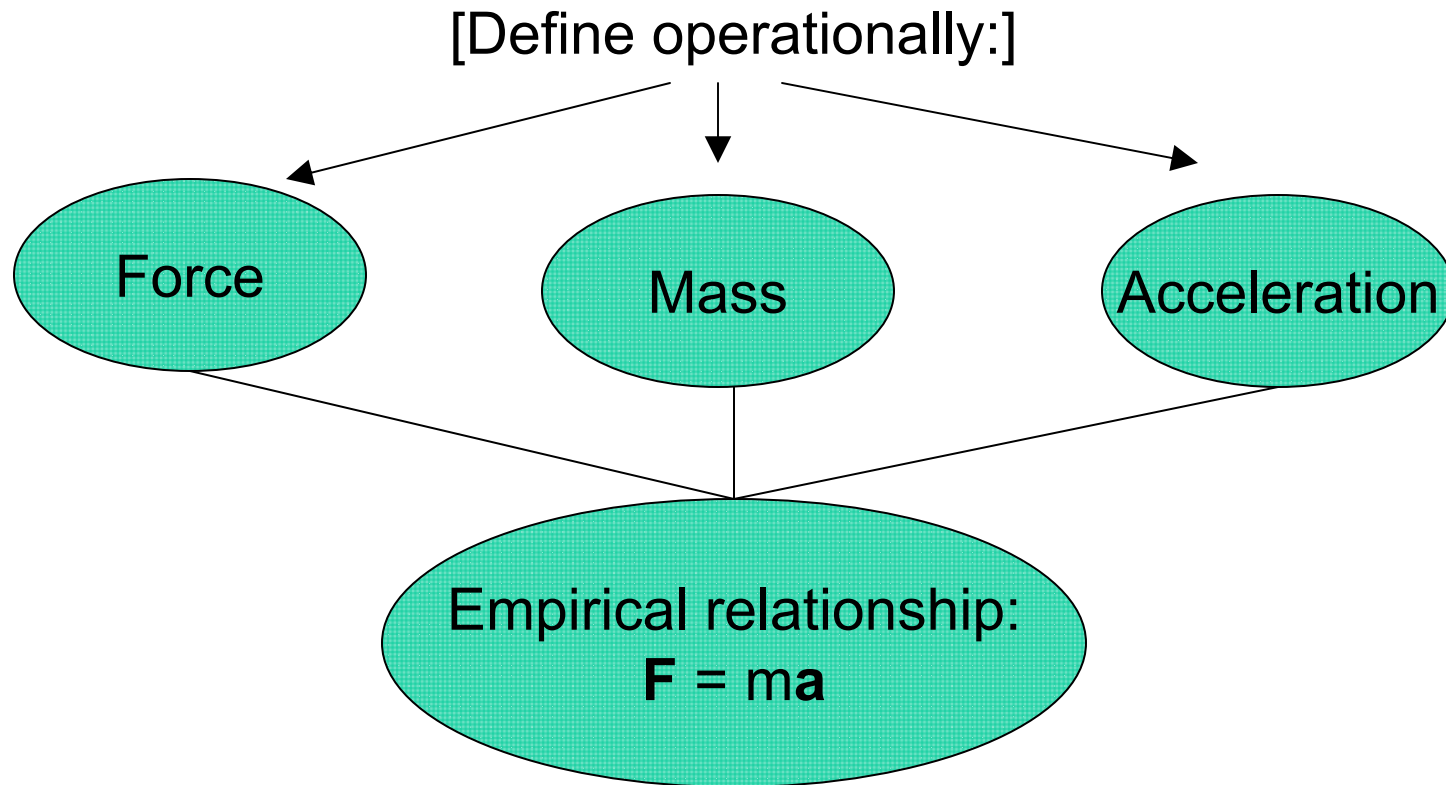 [Define operationally:]
Force
Mass
Acceleration
Empirical relationship:
F = ma